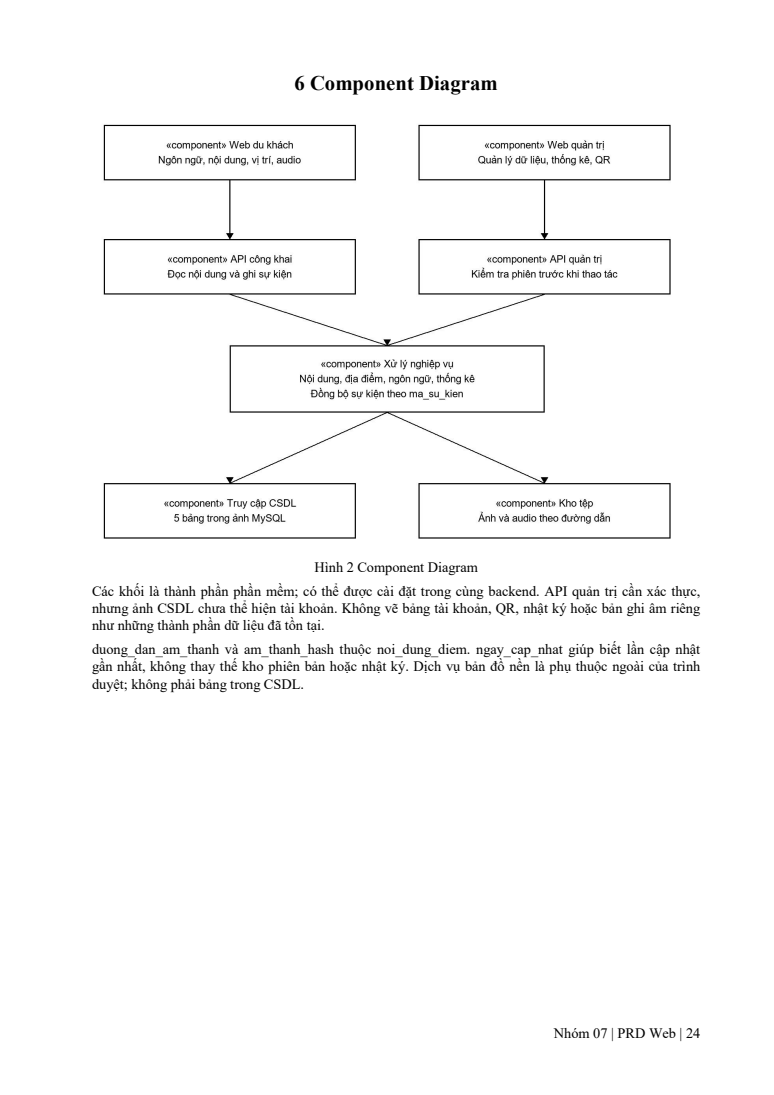 6 Component Diagram
«component» Web du khách
Ngôn ngữ, nội dung, vị trí, audio
«component» Web quản trị
Quản lý dữ liệu, thống kê, QR
«component» API công khai
Đọc nội dung và ghi sự kiện
«component» API quản trị
Kiểm tra phiên trước khi thao tác
«component» Xử lý nghiệp vụ
Nội dung, địa điểm, ngôn ngữ, thống kê
Đồng bộ sự kiện theo ma_su_kien
«component» Truy cập CSDL
5 bảng trong ảnh MySQL
«component» Kho tệp
Ảnh và audio theo đường dẫn
Hình 2 Component Diagram
Các khối là thành phần phần mềm; có thể được cài đặt trong cùng backend. API quản trị cần xác thực,
nhưng ảnh CSDL chưa thể hiện tài khoản. Không vẽ bảng tài khoản, QR, nhật ký hoặc bản ghi âm riêng
như những thành phần dữ liệu đã tồn tại.
duong_dan_am_thanh và am_thanh_hash thuộc noi_dung_diem. ngay_cap_nhat giúp biết lần cập nhật
gần nhất, không thay thế kho phiên bản hoặc nhật ký. Dịch vụ bản đồ nền là phụ thuộc ngoài của trình
duyệt; không phải bảng trong CSDL.
Nhóm 07 | PRD Web | 24